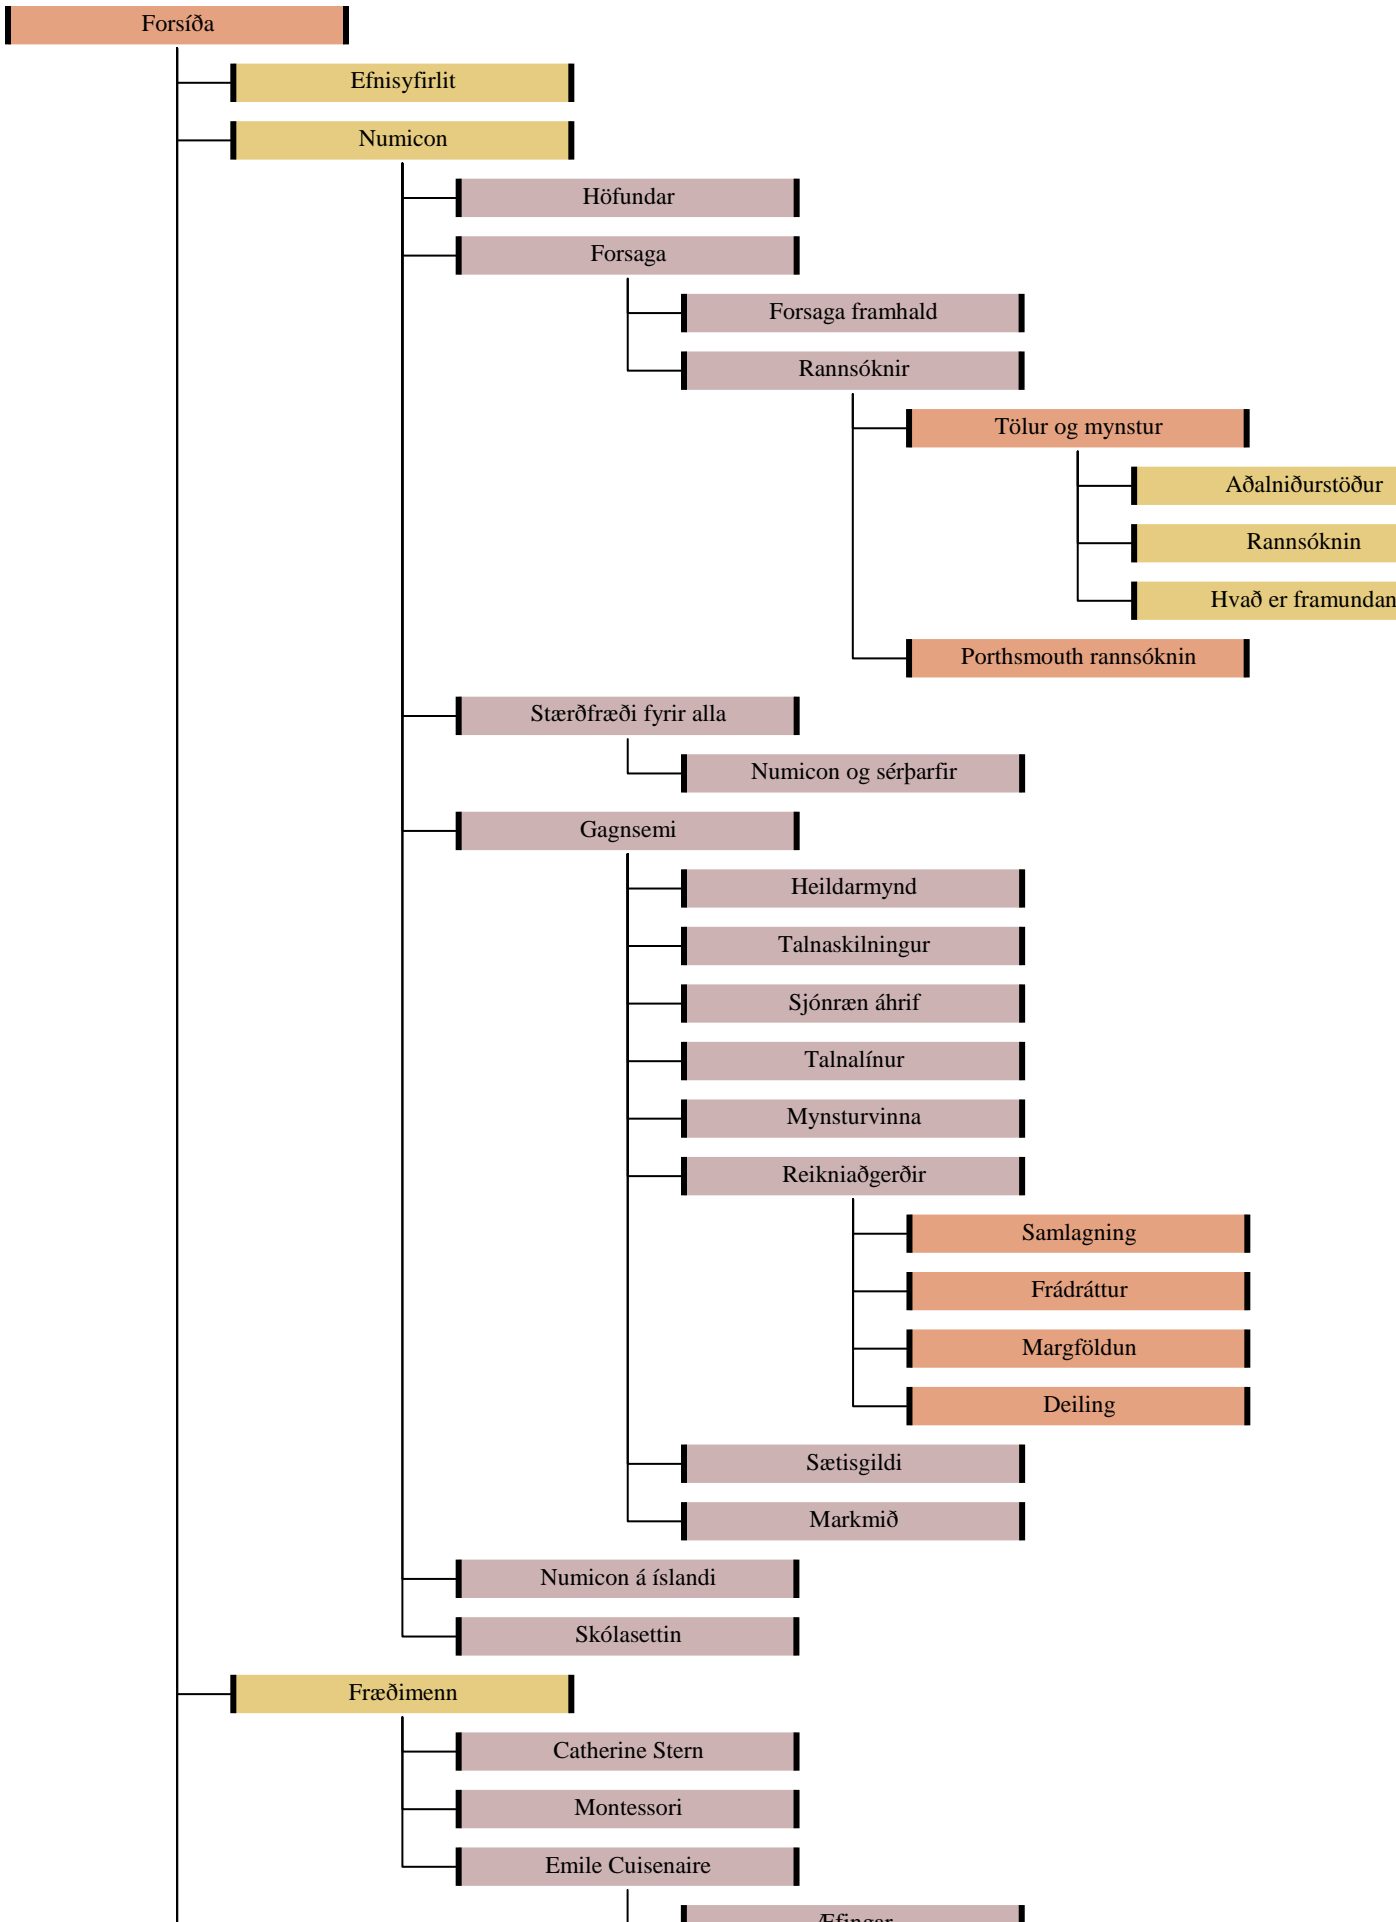 Forsíða
Efnisyfirlit
Numicon
Höfundar
Forsaga
Forsaga framhald
Rannsóknir
Tölur og mynstur
Aðalniðurstöður
Rannsóknin
Hvað er framundan
Porthsmouth rannsóknin
Stærðfræði fyrir alla
Numicon og sérþarfir
Gagnsemi
Heildarmynd
Talnaskilningur
Sjónræn áhrif
Talnalínur
Mynsturvinna
Reikniaðgerðir
Samlagning
Frádráttur
Margföldun
Deiling
Sætisgildi
Markmið
Numicon á íslandi
Skólasettin
Fræðimenn
Catherine Stern
Montessori
Emile Cuisenaire
Æfingar